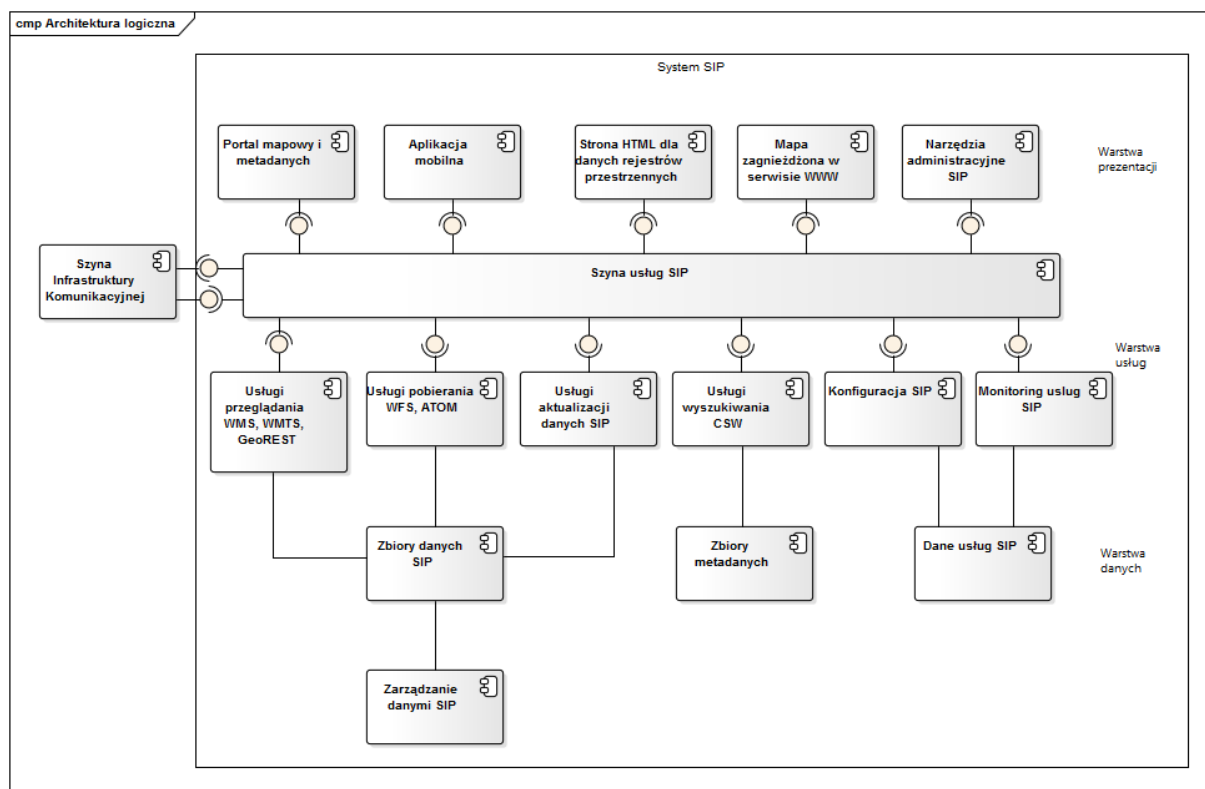 cmp Architektura logiczna
System SIP
Portal mapowy i
metadanych
Aplikacja
mobilna
Strona HTML dla
danych rejestrów
przestrzennych
Mapa
zagnieżdżona w
serwisie WWW
Narzędzia
administracyjne
SIP
Warstwa
prezentacji
Szyna
Infrastruktury
Komunikacyjnej
Szyna usług SIP
Warstwa
usług
Usługi
przeglądania
WMS, WMTS,
GeoREST
Usługi pobierania
WFS, ATOM
Usługi
aktualizacji
danych SIP
Usługi
wyszukiwania
CSW
Konfiguracja SIP
Monitoring uslug
SIP
Zbiory danych
SIP
Zbiory
metadanych
Dane usług SIP
Warstwa
danych
Zarządzanie
danymi SIP